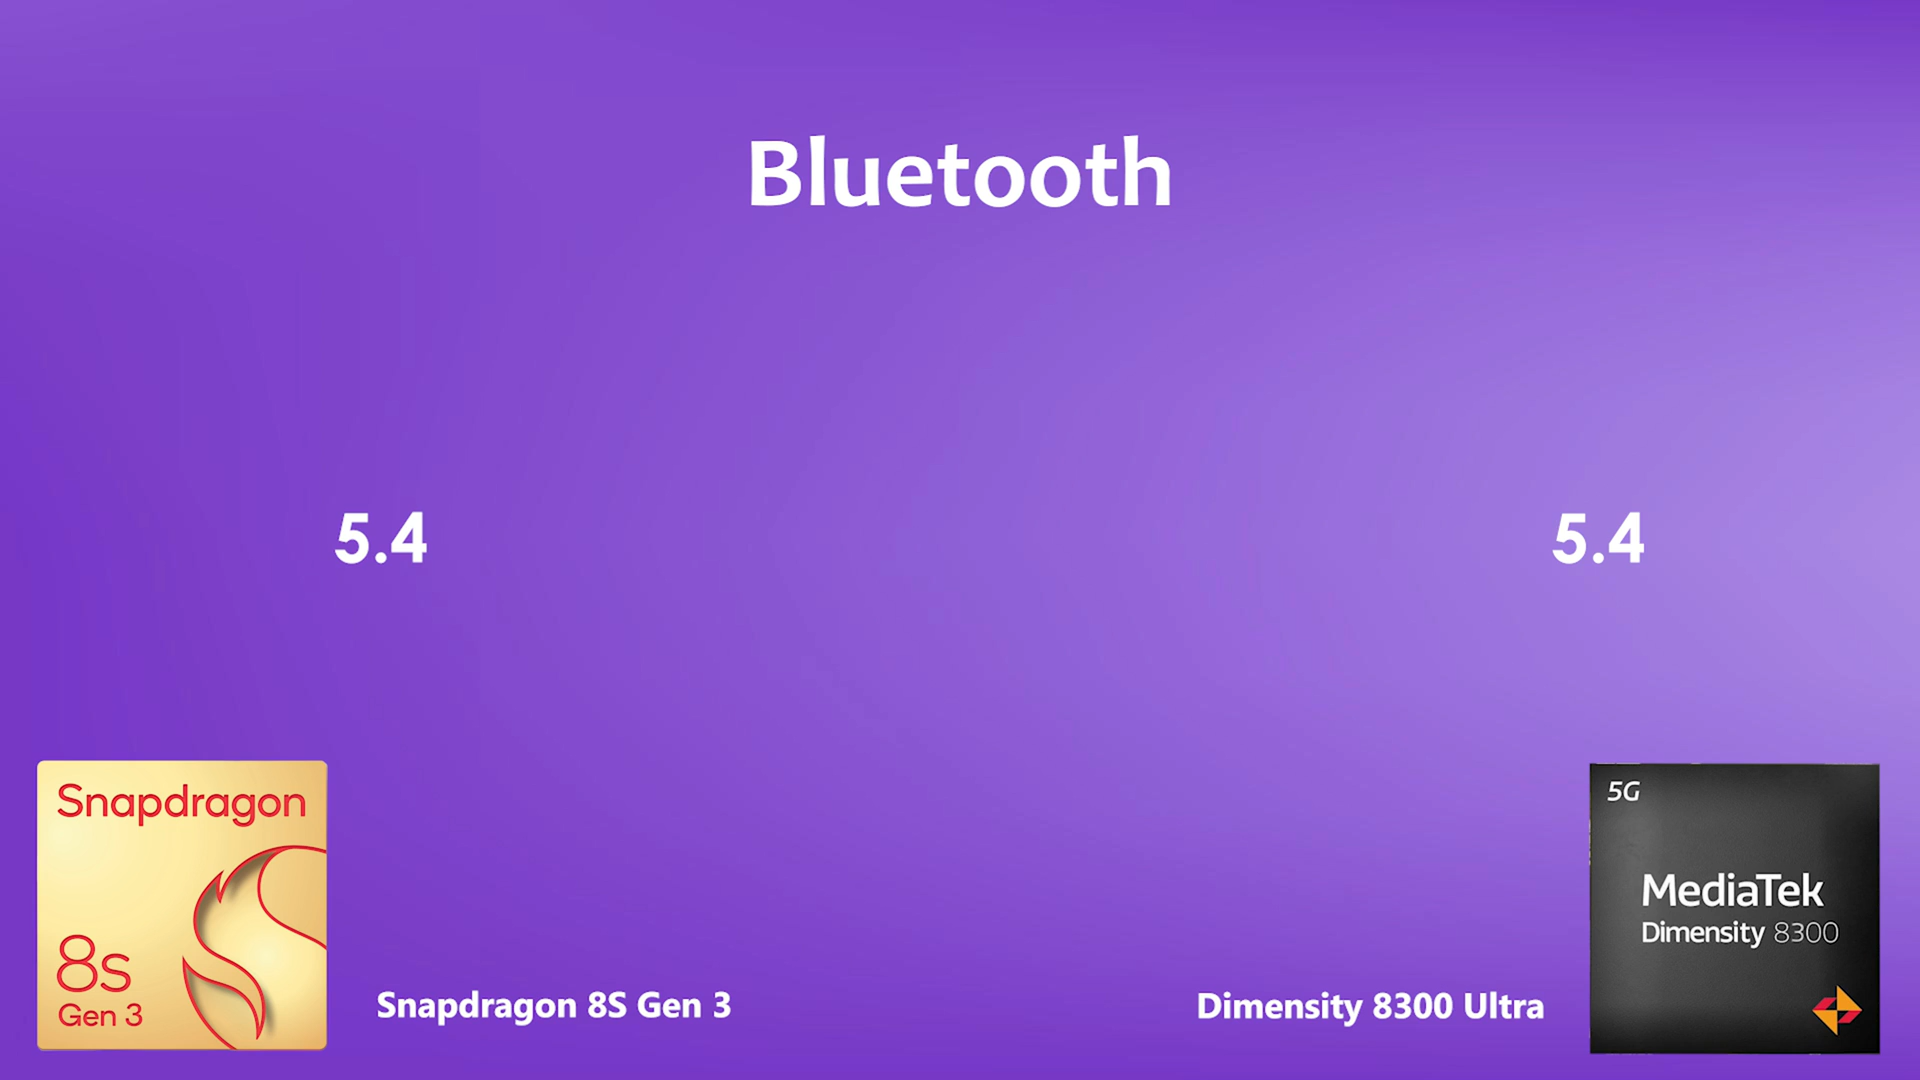 Bluetooth
5.4
5.4
Snapdragon
8s
Gen 3
Snapdragon 8S Gen 3
Dimensity 8300 Ultra
5G
MediaTek
Dimensity 8300